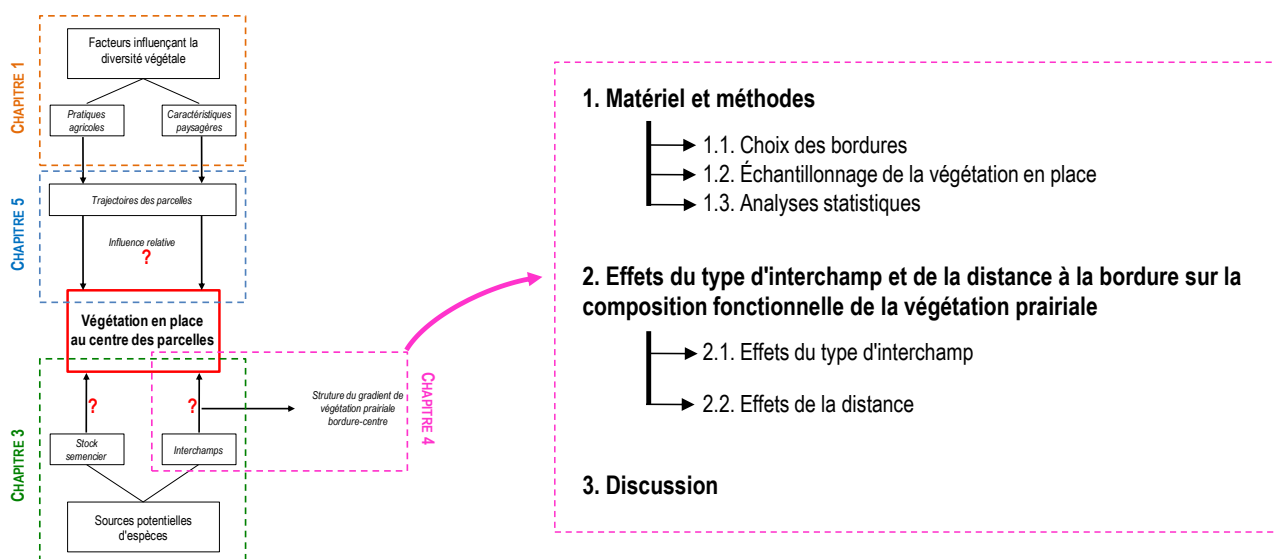 CHAPITRE 1
Facteurs influençant la
diversité végétale
Pratiques
agricoles
Caractéristiques
paysagères
CHAPITRE 5
Trajectoires des parcelles
Influence relative
?
Végétation en place
au centre des parcelles
CHAPITRE 3
?
?
Stock
semencier
Interchamps
Sources potentielles
d'espèces
Struture du gradient de
végétation prairiale
bordure-centre
CHAPITRE 4
1. Matériel et méthodes
1.1. Choix des bordures
1.2. Échantillonnage de la végétation en place
1.3. Analyses statistiques
2. Effets du type d'interchamp et de la distance à la bordure sur la
composition fonctionnelle de la végétation prairiale
2.1. Effets du type d'interchamp
2.2. Effets de la distance
3. Discussion